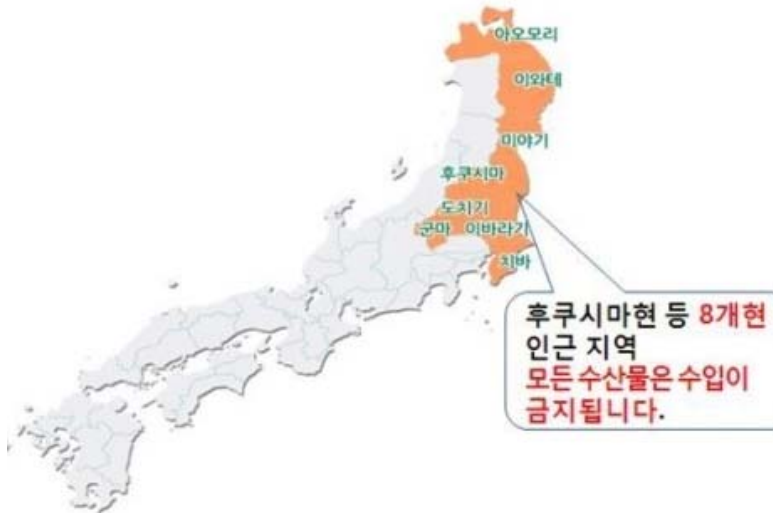 아오모리
이와테
미야기
후쿠시마
도치기
군마 이바라기
치바
후쿠시마현 등 8개현
인근 지역
모든 수산물은 수입이
금지됩니다.